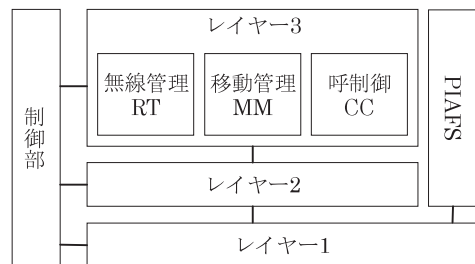 制御部
レイヤー3
無線管理
RT
移動管理
MM
呼制御
CC
PIAFS
レイヤー2
レイヤー1